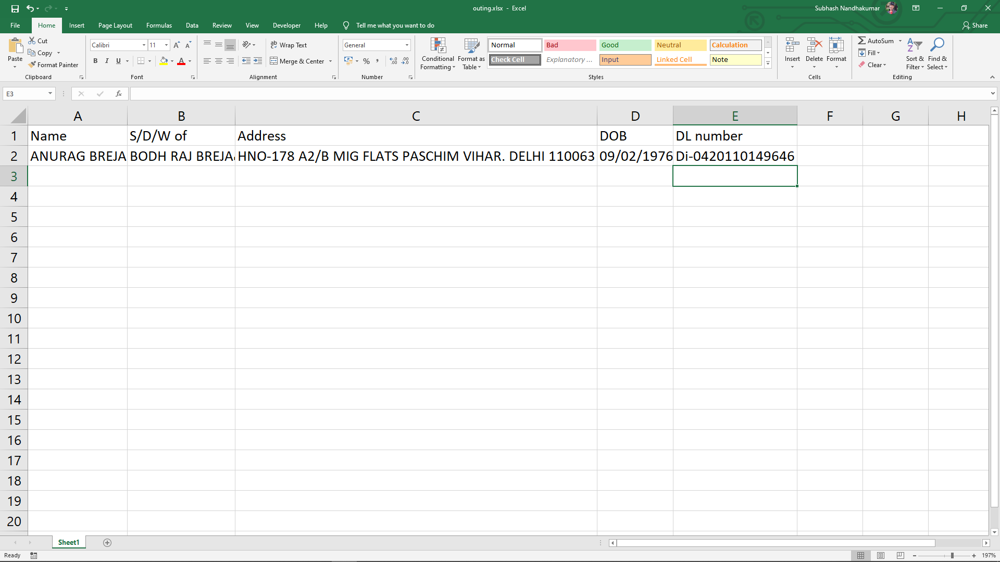 outing.xlsx - Excel
Subhash Nandhakumar
File Home Insert Page Layout Formulas Data Review View Developer Help Tell me what you want to do
Share
Paste
Cut
Copy
Format Painter
Clipboard
Calibri 11
B I U
Font
Wrap Text
Merge & Center
Alignment
General
Number
Conditional Formatting
Format as Table
Normal Bad Good Neutral Calculation
Check Cell Explanatory ... Input Linked Cell Note
Styles
Insert Delete Format
Cells
AutoSum
Fill
Clear
Sort & Filter
Find & Select
Editing
E3
fx
A B C D E F G H
1 Name S/D/W of Address DOB DL number
2 ANURAG BREJA BODH RAJ BREJA HNO-178 A2/B MIG FLATS PASCHIM VIHAR. DELHI 110063 09/02/1976 Di-0420110149646
3
4
5
6
7
8
9
10
11
12
13
14
15
16
17
18
19
20
Sheet1
Ready
197%